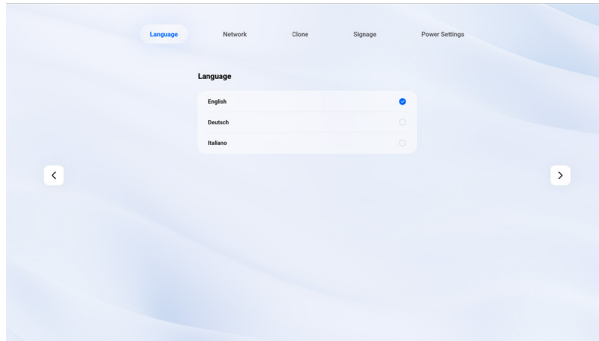 Language Network Clone Signage Power Settings
Language
English
Deutsch
Italiano